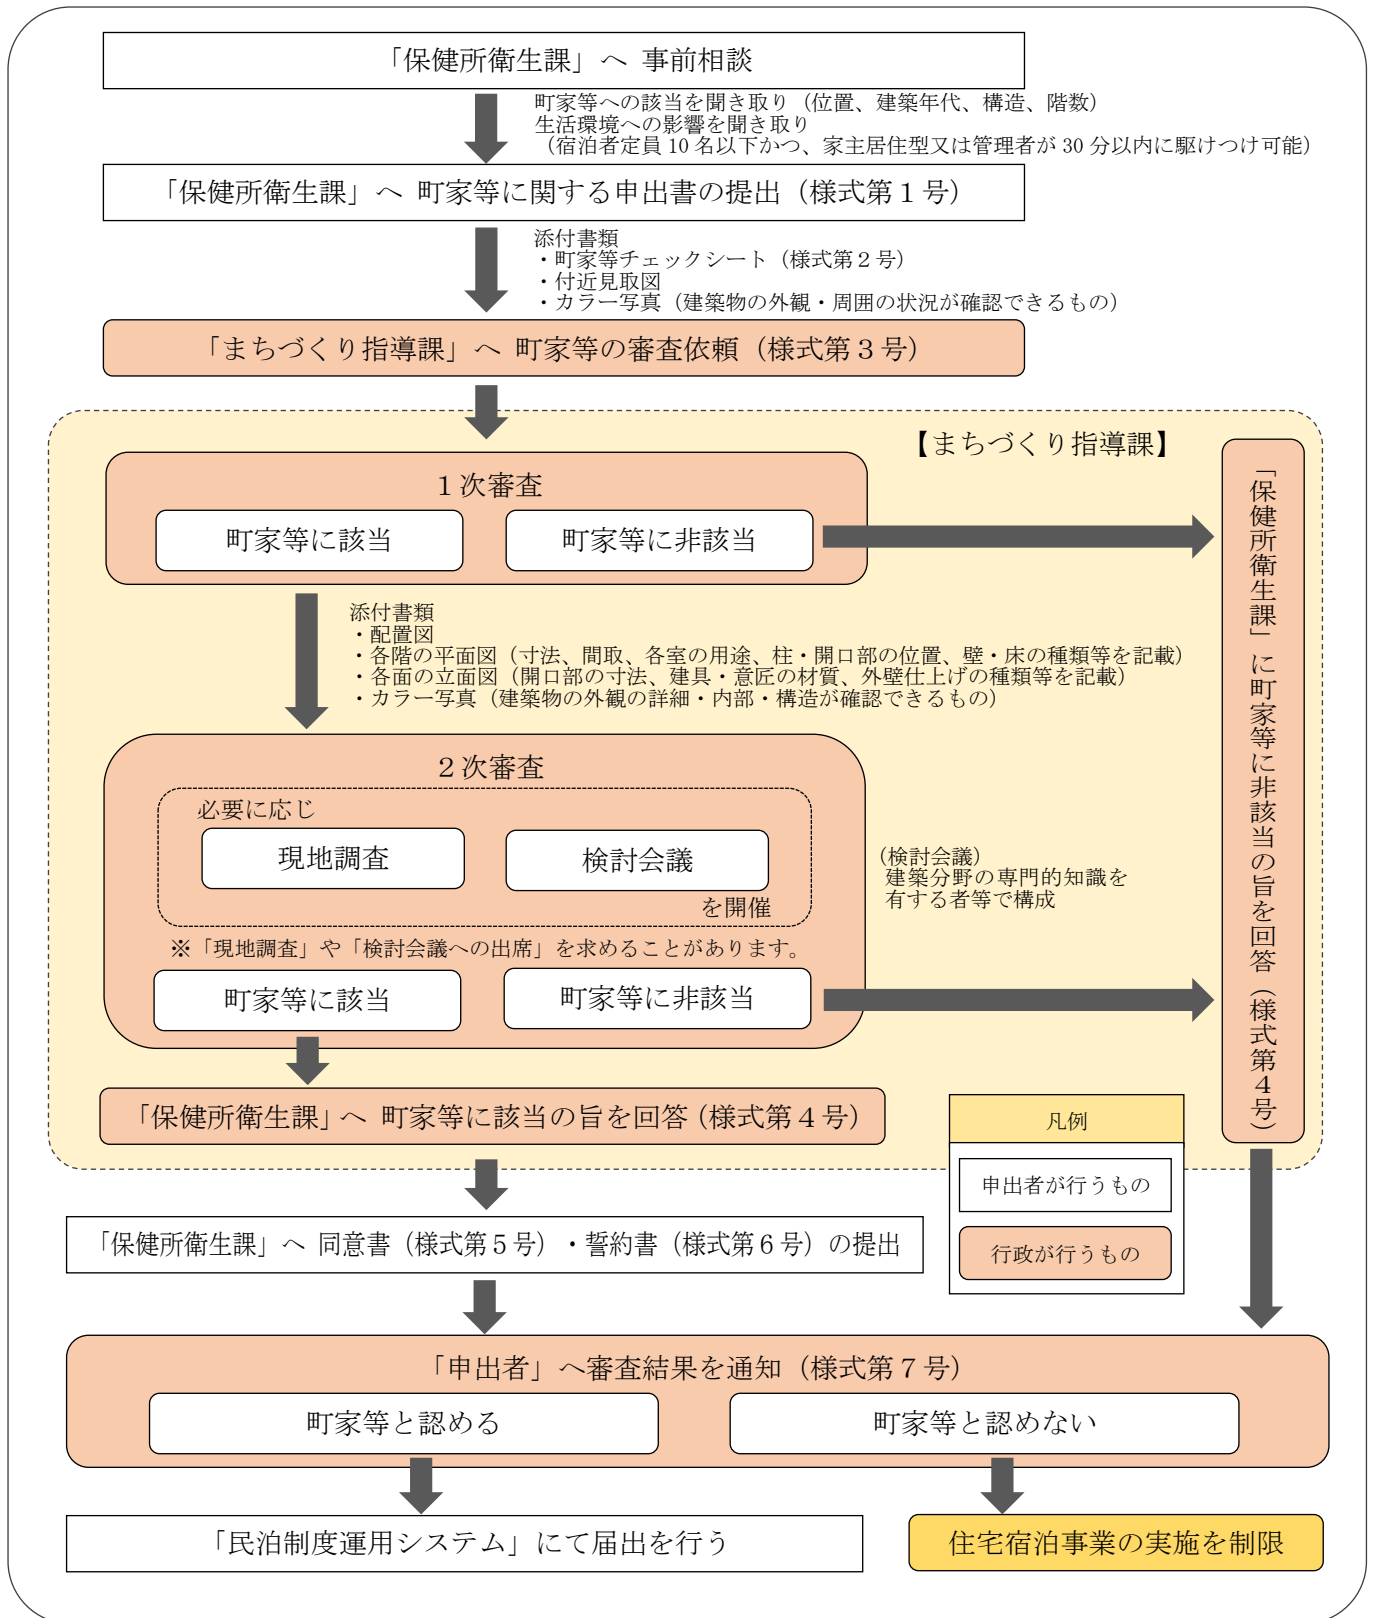 「保健所衛生課」へ 事前相談
町家等への該当を聞き取り（位置、建築年代、構造、階数）
生活環境への影響を聞き取り
（宿泊者定員 10 名以下かつ、家主居住型又は管理者が 30 分以内に駆けつけ可能）
「保健所衛生課」へ 町家等に関する申出書の提出（様式第１号）
添付書類
・町家等チェックシート（様式第２号）
・付近見取図
・カラー写真（建築物の外観・周囲の状況が確認できるもの）
「まちづくり指導課」へ 町家等の審査依頼（様式第３号）
【まちづくり指導課】
１次審査
町家等に該当
町家等に非該当
添付書類
・配置図
・各階の平面図（寸法、間取、各室の用途、柱・開口部の位置、壁・床の種類等を記載）
・各面の立面図（開口部の寸法、建具・意匠の材質、外壁仕上げの種類等を記載）
・カラー写真（建築物の外観の詳細・内部・構造が確認できるもの）
２次審査
必要に応じ
現地調査
検討会議
を開催
（検討会議）
建築分野の専門的知識を
有する者等で構成
※「現地調査」や「検討会議への出席」を求めることがあります。
町家等に該当
町家等に非該当
「保健所衛生課」に町家等に非該当の旨を回答（様式第４号）
「保健所衛生課」へ 町家等に該当の旨を回答（様式第４号）
凡例
申出者が行うもの
行政が行うもの
「保健所衛生課」へ 同意書（様式第５号）・誓約書（様式第６号）の提出
「申出者」へ審査結果を通知（様式第７号）
町家等と認める
町家等と認めない
「民泊制度運用システム」にて届出を行う
住宅宿泊事業の実施を制限